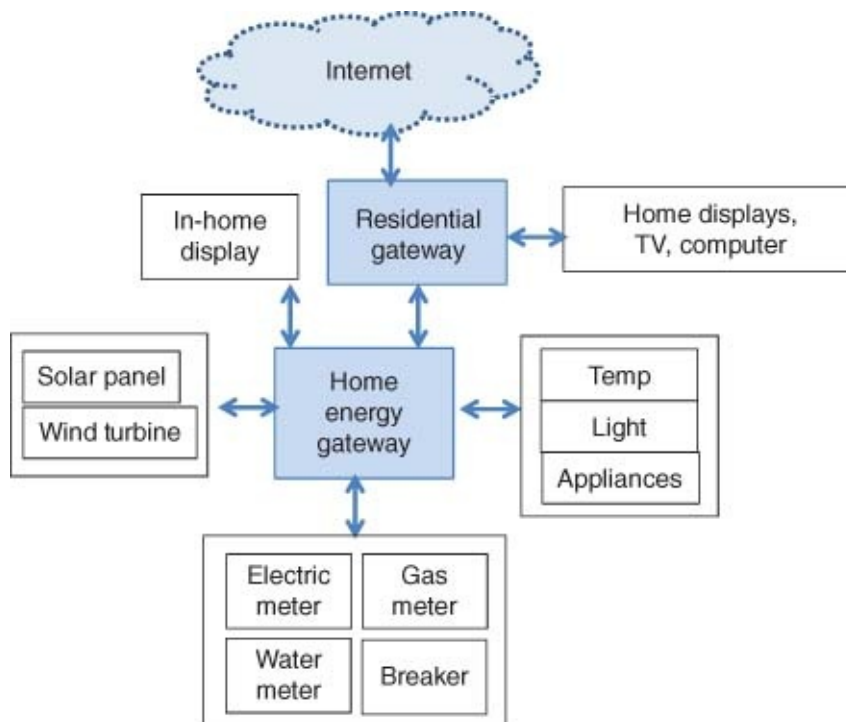 Internet
In-home
display
Residential
gateway
Home displays,
TV, computer
Solar panel
Wind turbine
Home
energy
gateway
Temp
Light
Appliances
Electric
meter
Gas
meter
Water
meter
Breaker